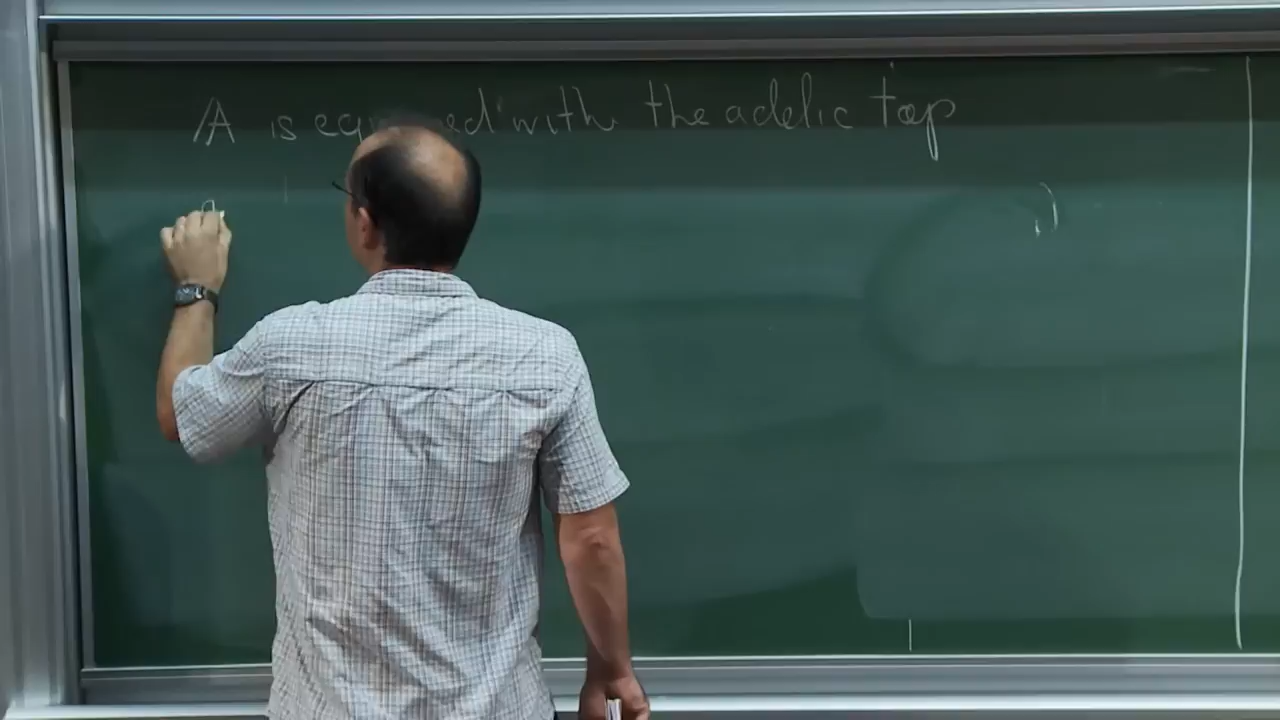 𝔸 is equipped with the adelic top